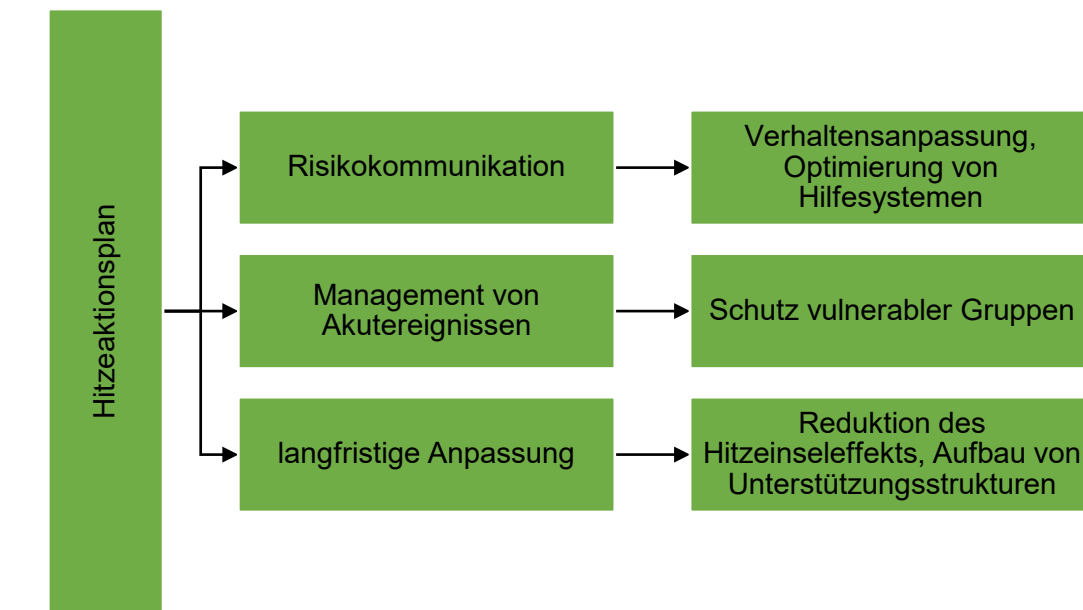 Hitzeaktionsplan
Risikokommunikation
Verhaltensanpassung,
Optimierung von
Hilfesystemen
Management von
Akutereignissen
Schutz vulnerabler Gruppen
langfristige Anpassung
Reduktion des
Hitzeinseleffekts, Aufbau von
Unterstützungsstrukturen